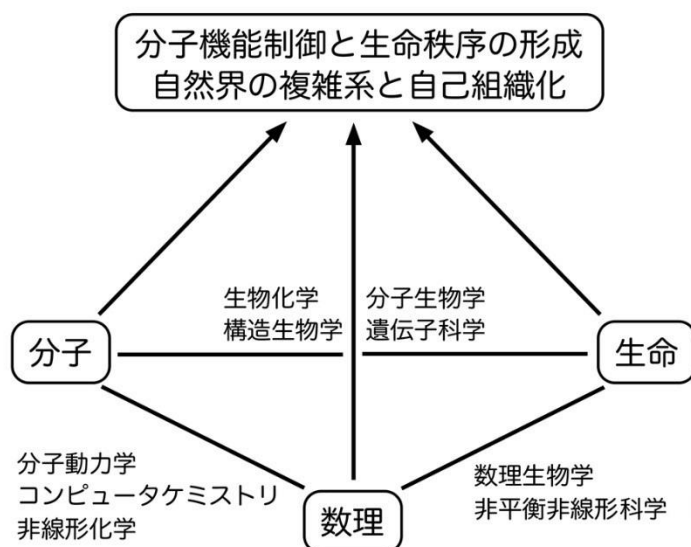 分子機能制御と生命秩序の形成
自然界の複雑系と自己組織化
生物化学
構造生物学
分子生物学
遺伝子科学
分子
生命
分子動力学
コンピュータケミストリ
非線形化学
数理
数理生物学
非平衡非線形科学